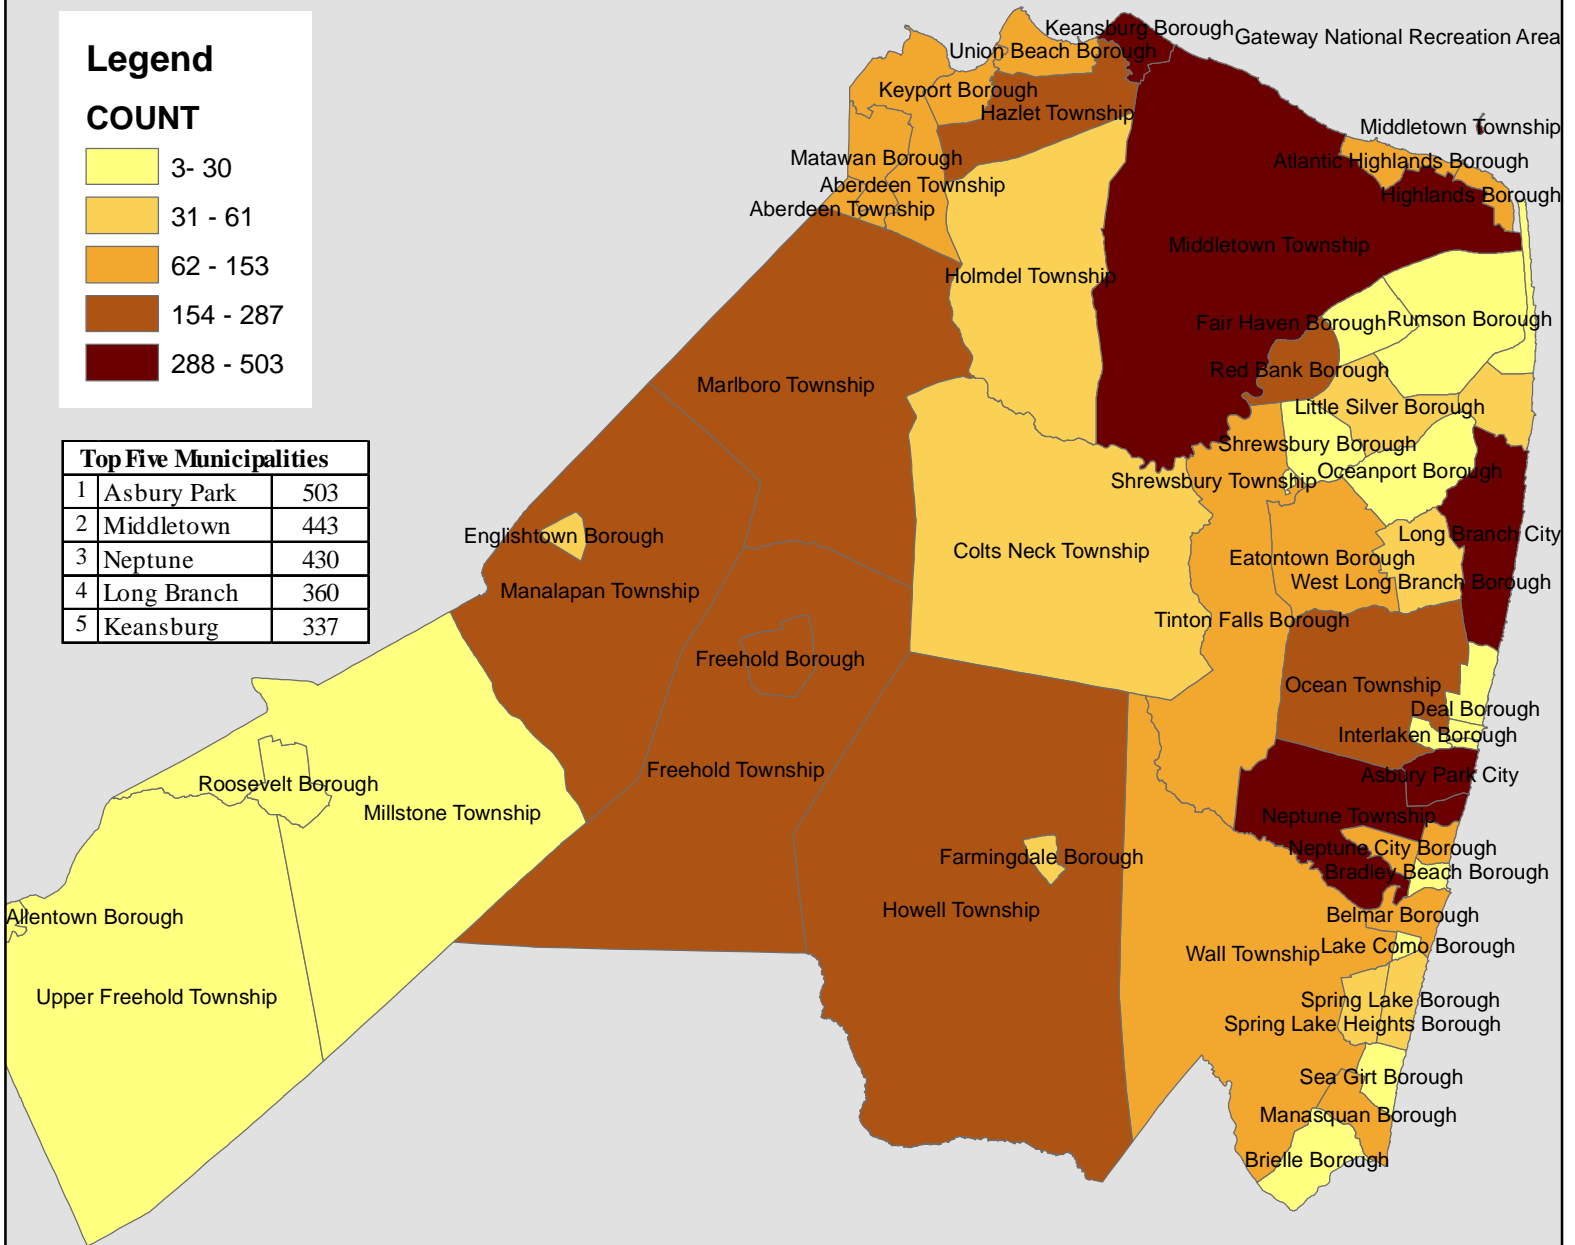 Legend
COUNT
3- 30
31 - 61
62 - 153
154 - 287
288 - 503
Top Five Municipalities
1 Asbury Park 503
2 Middletown 443
3 Neptune 430
4 Long Branch 360
5 Keansburg 337
Keansburg Borough
Gateway National Recreation Area
Union Beach Borough
Keyport Borough
Hazlet Township
Middletown Township
Matawan Borough
Atlantic Highlands Borough
Aberdeen Township
Highlands Borough
Aberdeen Township
Middletown Township
Holmdel Township
Fair Haven Borough
Rumson Borough
Red Bank Borough
Marlboro Township
Little Silver Borough
Shrewsbury Borough
Oceanport Borough
Shrewsbury Township
Englishtown Borough
Long Branch City
Colts Neck Township
Eatontown Borough
West Long Branch Borough
Manalapan Township
Tinton Falls Borough
Freehold Borough
Ocean Township
Deal Borough
Interlaken Borough
Freehold Township
Asbury Park City
Roosevelt Borough
Millstone Township
Neptune Township
Neptune City Borough
Farmingdale Borough
Bradley Beach Borough
Howell Township
Belmar Borough
Allentown Borough
Lake Como Borough
Wall Township
Upper Freehold Township
Spring Lake Borough
Spring Lake Heights Borough
Sea Girt Borough
Manasquan Borough
Brielle Borough